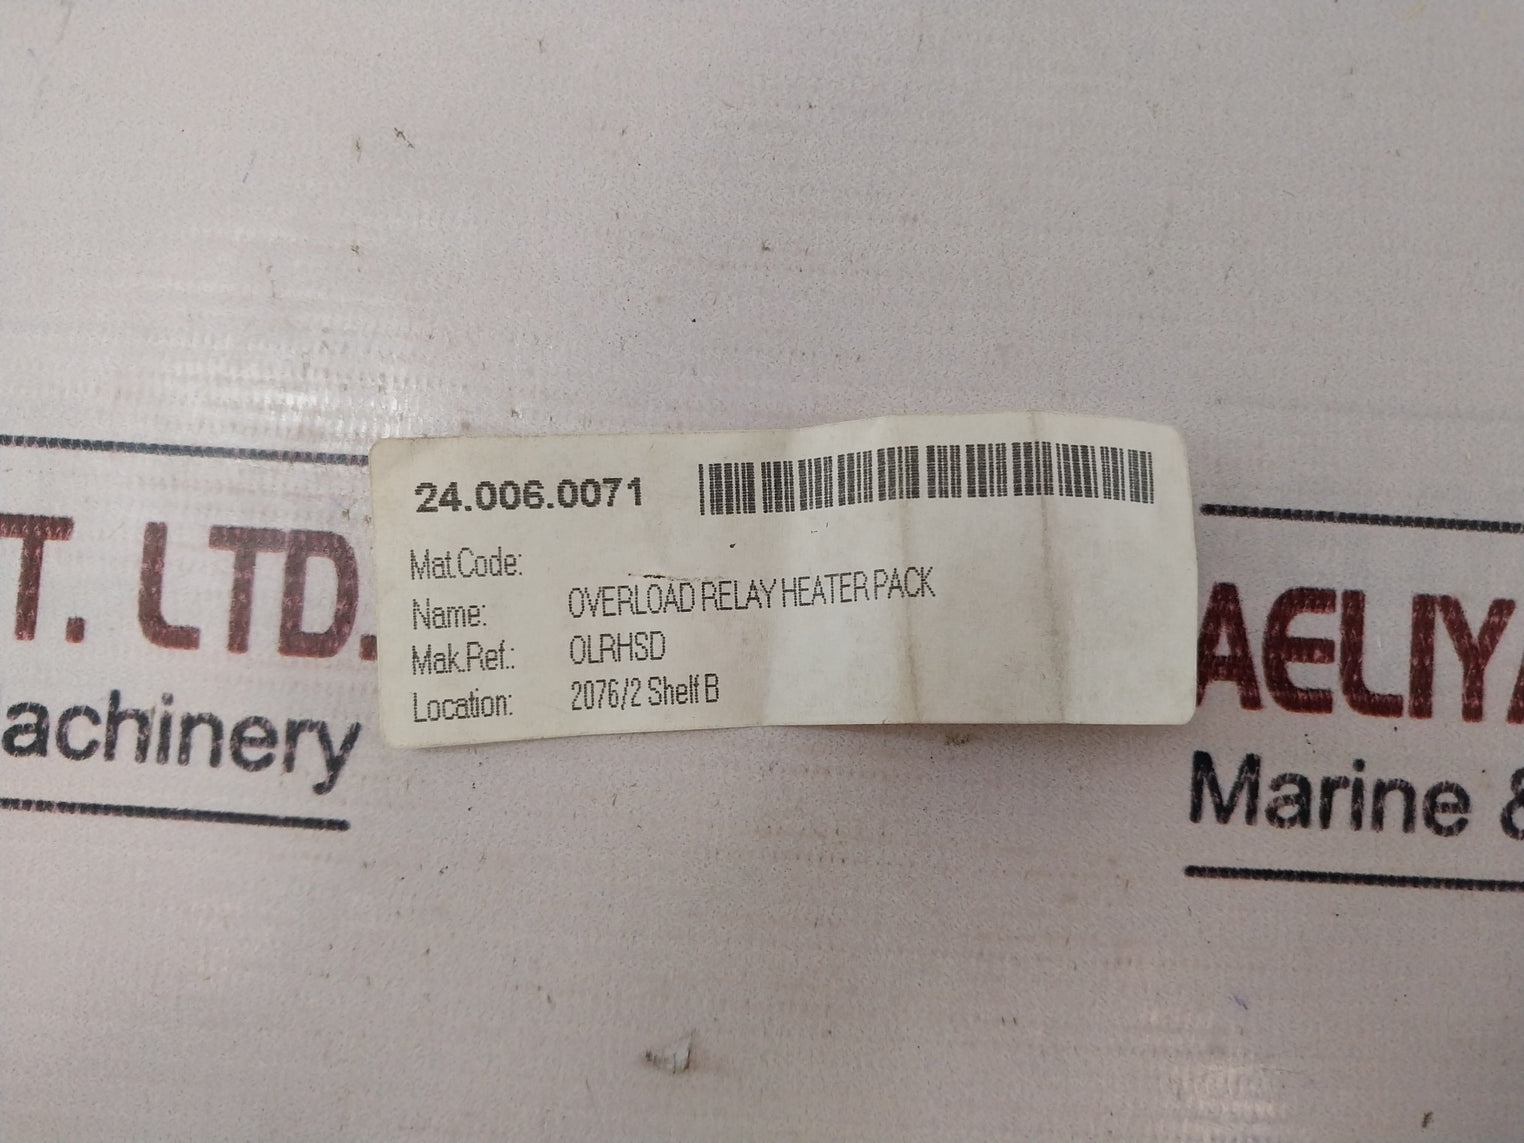 24.006.0071
Mat.Code:
Name: OVERLOAD RELAY HEATER PACK
Mak.Ref.: OLRHSD
Location: 2076/2 Shelf B
T. LTD.
achinery
AELIYA
Marine &